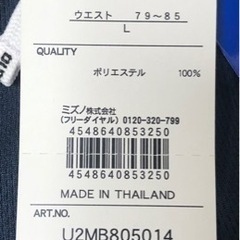 ウエスト 79～85
L
QUALITY
ポリエステル 100%
ミズノ株式会社
(フリーダイヤル) 0120-320-799
4548640853250
4548640853250
MADE IN THAILAND
ART.NO.
U2MB805014